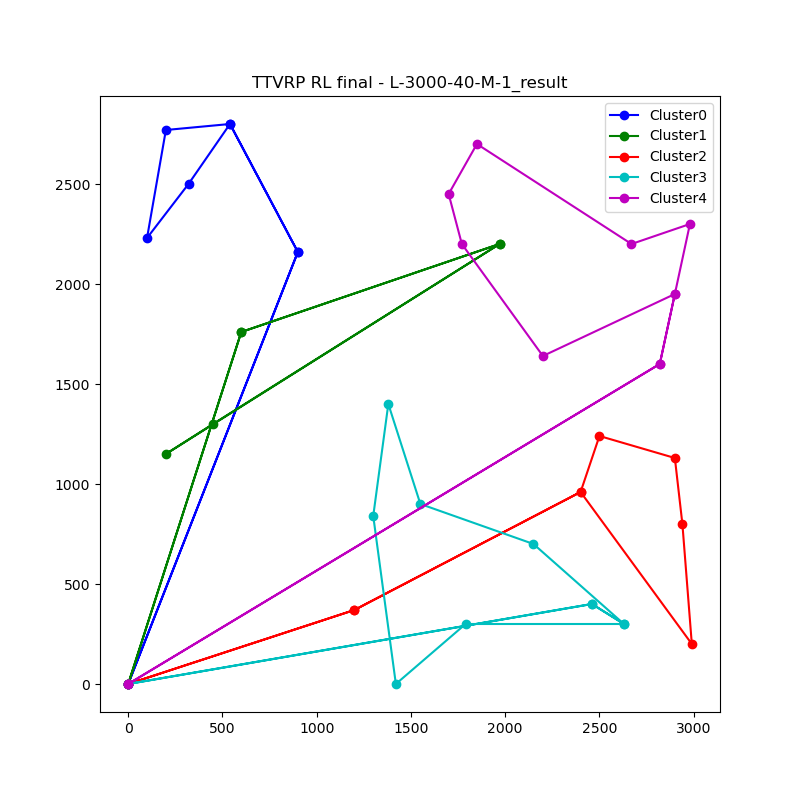 TTVRP RL final - L-3000-40-M-1_result
Cluster0
Cluster1
Cluster2
Cluster3
Cluster4
2500
2000
1500
1000
500
0
0 500 1000 1500 2000 2500 3000